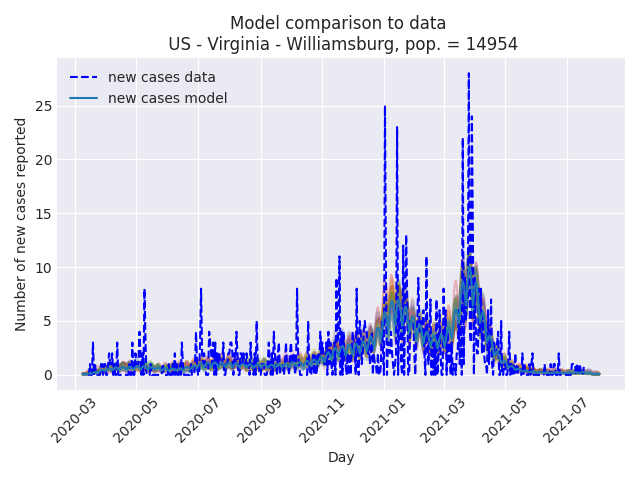 Model comparison to data
US - Virginia - Williamsburg, pop. = 14954
new cases data
new cases model
Number of new cases reported
25
20
15
10
5
0
2020-03
2020-05
2020-07
2020-09
2020-11
2021-01
2021-03
2021-05
2021-07
Day